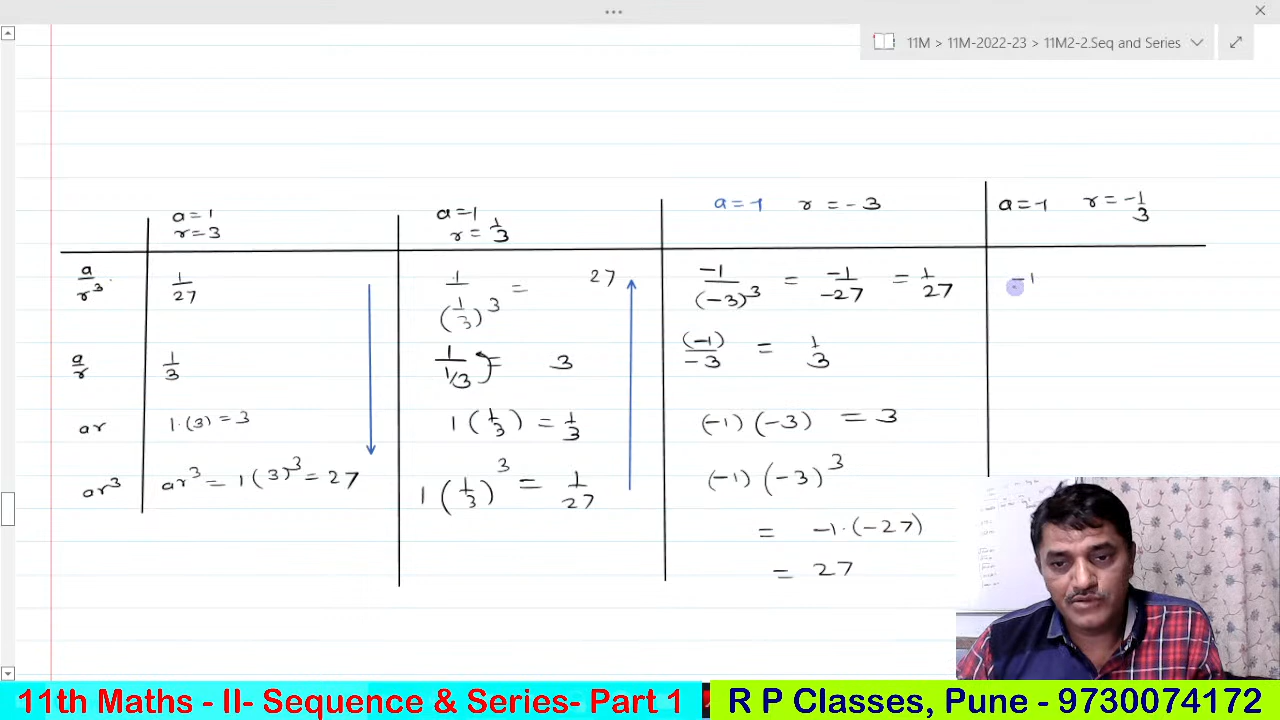 11M > 11M-2022-23 > 11M2-2.Seq and Series
a=1 r=3
a=1 r=1/3
a=-1 r=-3
a=-1 r=-1/3
a/r³ 1/27 1/(1/3)³ = 27 -1/(-3)³ = -1/-27 = 1/27 -1
a/r 1/3 1/1/3 = 3 (-1)/-3 = 1/3
ar 1·(3) = 3 1(1/3) = 1/3 (-1)(-3) = 3
ar³ ar³ = 1(3)³ = 27 1(1/3)³ = 1/27 (-1)(-3)³
= -1·(-27)
= 27
11th Maths - II- Sequence & Series- Part 1
R P Classes, Pune - 9730074172